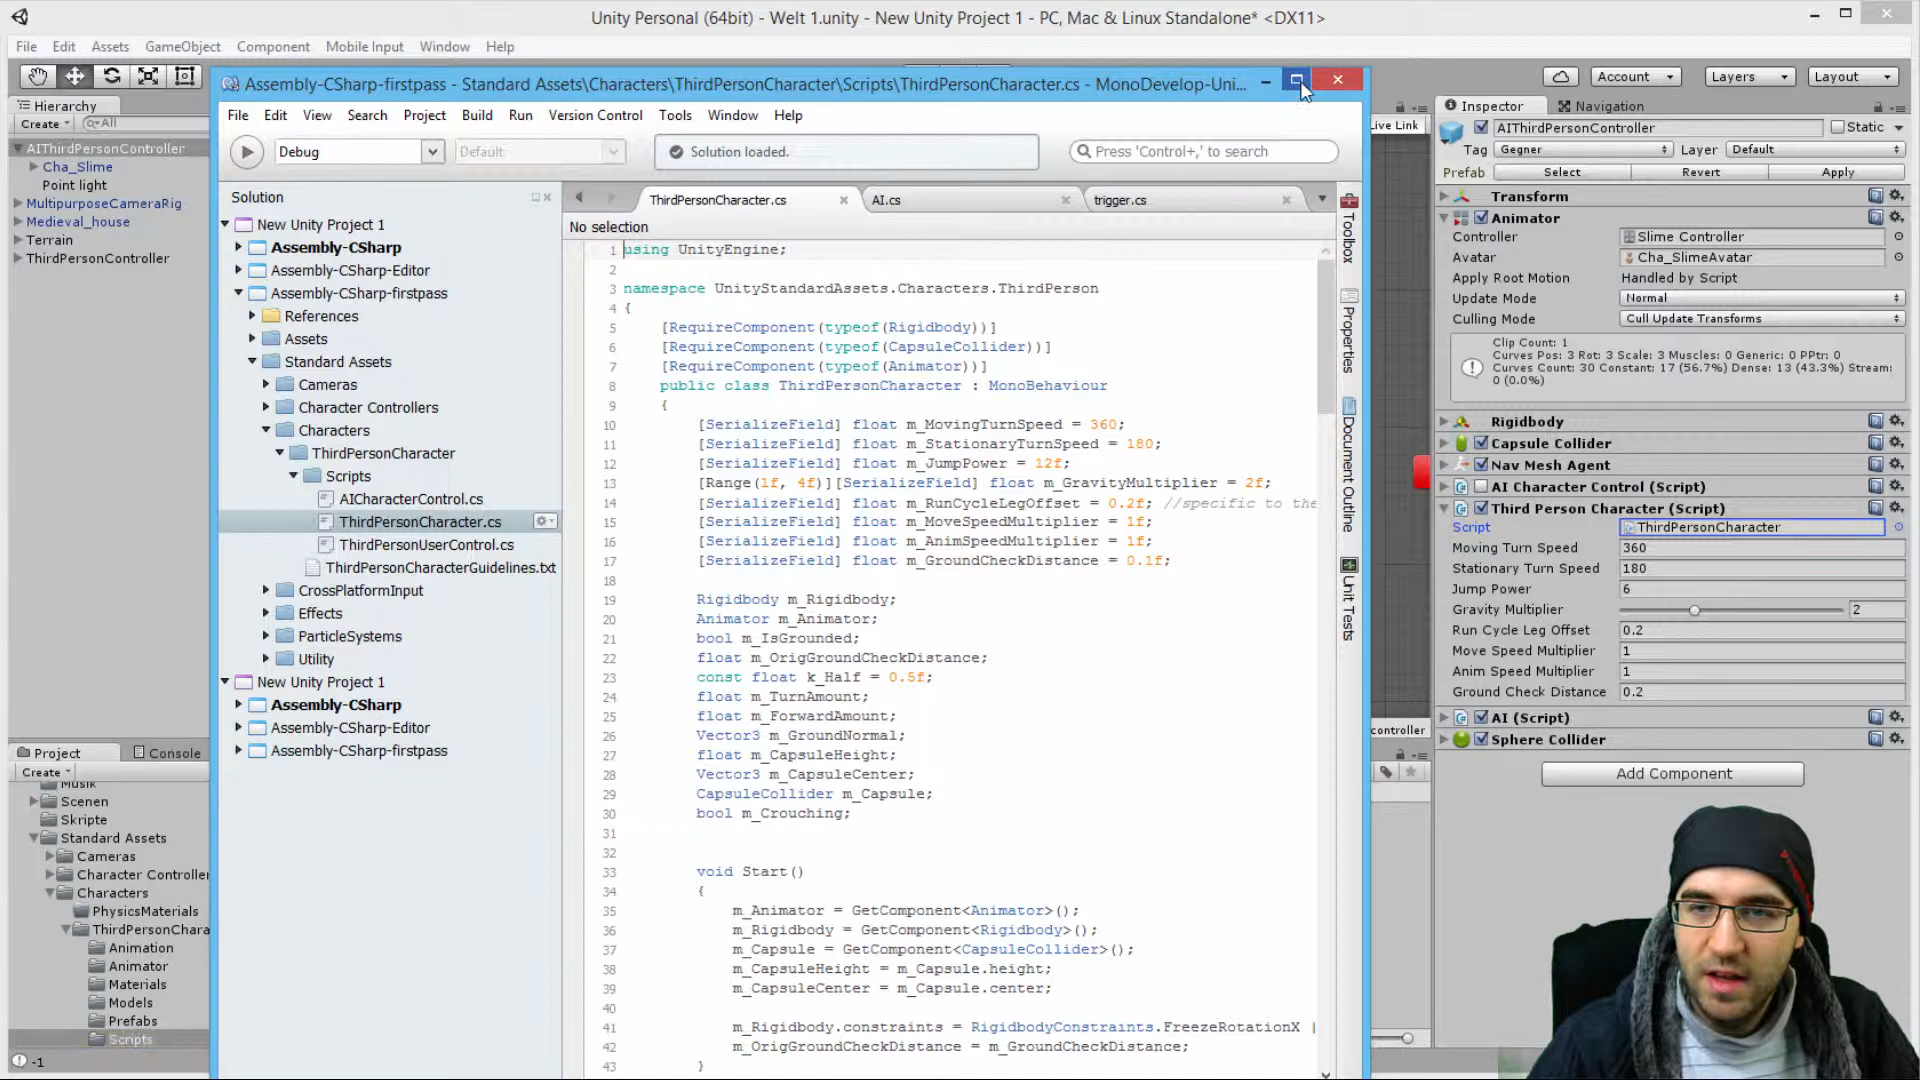 Unity Personal (64bit) - Welt 1.unity - New Unity Project 1 - PC, Mac & Linux Standalone* <DX11>
File Edit Assets GameObject Component Mobile Input Window Help
Account Layers Layout
Hierarchy
Create All
AIThirdPersonController
Cha_Slime
Point light
MultipurposeCameraRig
Medieval_house
Terrain
ThirdPersonController
Project Console
Create
Musik
Scenen
Skripte
Standard Assets
Cameras
Character Controller
Characters
PhysicsMaterials
ThirdPersonChara
Animation
Animator
Materials
Models
Prefabs
Scripts
-1
Assembly-CSharp-firstpass - Standard Assets\Characters\ThirdPersonCharacter\Scripts\ThirdPersonCharacter.cs - MonoDevelop-Uni...
File Edit View Search Project Build Run Version Control Tools Window Help
Debug Default Solution loaded. Press 'Control+,' to search
Solution
New Unity Project 1
Assembly-CSharp
Assembly-CSharp-Editor
Assembly-CSharp-firstpass
References
Assets
Standard Assets
Cameras
Character Controllers
Characters
ThirdPersonCharacter
Scripts
AICharacterControl.cs
ThirdPersonCharacter.cs
ThirdPersonUserControl.cs
ThirdPersonCharacterGuidelines.txt
CrossPlatformInput
Effects
ParticleSystems
Utility
New Unity Project 1
Assembly-CSharp
Assembly-CSharp-Editor
Assembly-CSharp-firstpass
ThirdPersonCharacter.cs AI.cs trigger.cs
No selection
1 using UnityEngine;
2
3 namespace UnityStandardAssets.Characters.ThirdPerson
4 {
5 [RequireComponent(typeof(Rigidbody))]
6 [RequireComponent(typeof(CapsuleCollider))]
7 [RequireComponent(typeof(Animator))]
8 public class ThirdPersonCharacter : MonoBehaviour
9 {
10 [SerializeField] float m_MovingTurnSpeed = 360;
11 [SerializeField] float m_StationaryTurnSpeed = 180;
12 [SerializeField] float m_JumpPower = 12f;
13 [Range(1f, 4f)][SerializeField] float m_GravityMultiplier = 2f;
14 [SerializeField] float m_RunCycleLegOffset = 0.2f; //specific to the
15 [SerializeField] float m_MoveSpeedMultiplier = 1f;
16 [SerializeField] float m_AnimSpeedMultiplier = 1f;
17 [SerializeField] float m_GroundCheckDistance = 0.1f;
18
19 Rigidbody m_Rigidbody;
20 Animator m_Animator;
21 bool m_IsGrounded;
22 float m_OrigGroundCheckDistance;
23 const float k_Half = 0.5f;
24 float m_TurnAmount;
25 float m_ForwardAmount;
26 Vector3 m_GroundNormal;
27 float m_CapsuleHeight;
28 Vector3 m_CapsuleCenter;
29 CapsuleCollider m_Capsule;
30 bool m_Crouching;
31
32
33 void Start()
34 {
35 m_Animator = GetComponent<Animator>();
36 m_Rigidbody = GetComponent<Rigidbody>();
37 m_Capsule = GetComponent<CapsuleCollider>();
38 m_CapsuleHeight = m_Capsule.height;
39 m_CapsuleCenter = m_Capsule.center;
40
41 m_Rigidbody.constraints = RigidbodyConstraints.FreezeRotationX |
42 m_OrigGroundCheckDistance = m_GroundCheckDistance;
43 }
Toolbox
Properties
Document Outline
Unit Tests
Live Link
controller
Inspector Navigation
AIThirdPersonController Static
Tag Gegner Layer Default
Prefab Select Revert Apply
Transform
Animator
Controller Slime Controller
Avatar Cha_SlimeAvatar
Apply Root Motion Handled by Script
Update Mode Normal
Culling Mode Cull Update Transforms
Clip Count: 1
Curves Pos: 3 Rot: 3 Scale: 3 Muscles: 0 Generic: 0 PPtr: 0
Curves Count: 30 Constant: 17 (56.7%) Dense: 13 (43.3%) Stream:
0 (0.0%)
Rigidbody
Capsule Collider
Nav Mesh Agent
AI Character Control (Script)
Third Person Character (Script)
Script ThirdPersonCharacter
Moving Turn Speed 360
Stationary Turn Speed 180
Jump Power 6
Gravity Multiplier 2
Run Cycle Leg Offset 0.2
Move Speed Multiplier 1
Anim Speed Multiplier 1
Ground Check Distance 0.2
AI (Script)
Sphere Collider
Add Component